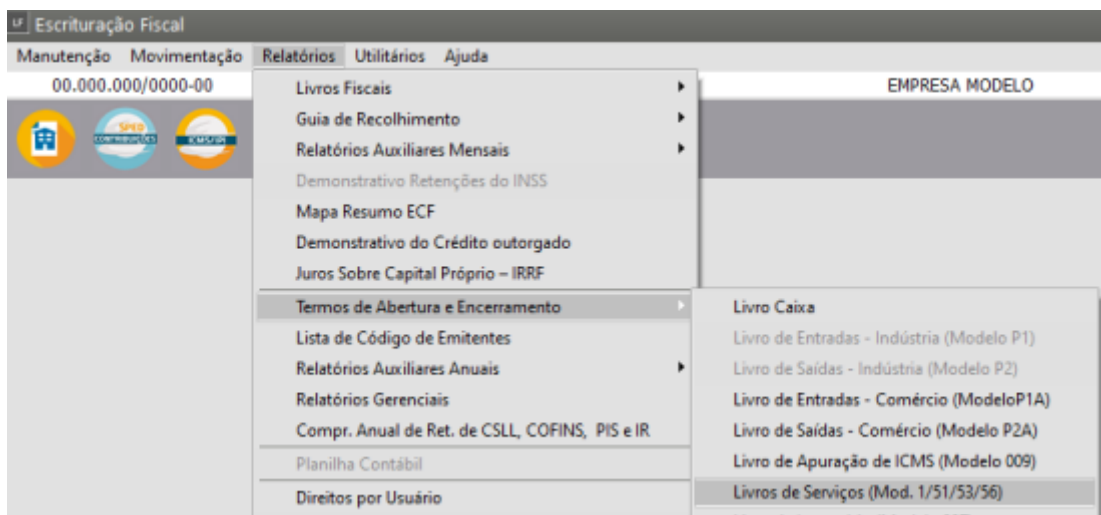 LF Escrituração Fiscal
Manutenção Movimentação Relatórios Utilitários Ajuda
00.000.000/0000-00 EMPRESA MODELO
SPED
CONTRIBUIÇÕES
ICMS/IPI
Livros Fiscais
Guia de Recolhimento
Relatórios Auxiliares Mensais
Demonstrativo Retenções do INSS
Mapa Resumo ECF
Demonstrativo do Crédito outorgado
Juros Sobre Capital Próprio – IRRF
Termos de Abertura e Encerramento
Lista de Código de Emitentes
Relatórios Auxiliares Anuais
Relatórios Gerenciais
Compr. Anual de Ret. de CSLL, COFINS, PIS e IR
Planilha Contábil
Direitos por Usuário
Livro Caixa
Livro de Entradas - Indústria (Modelo P1)
Livro de Saídas - Indústria (Modelo P2)
Livro de Entradas - Comércio (ModeloP1A)
Livro de Saídas - Comércio (Modelo P2A)
Livro de Apuração de ICMS (Modelo 009)
Livros de Serviços (Mod. 1/51/53/56)